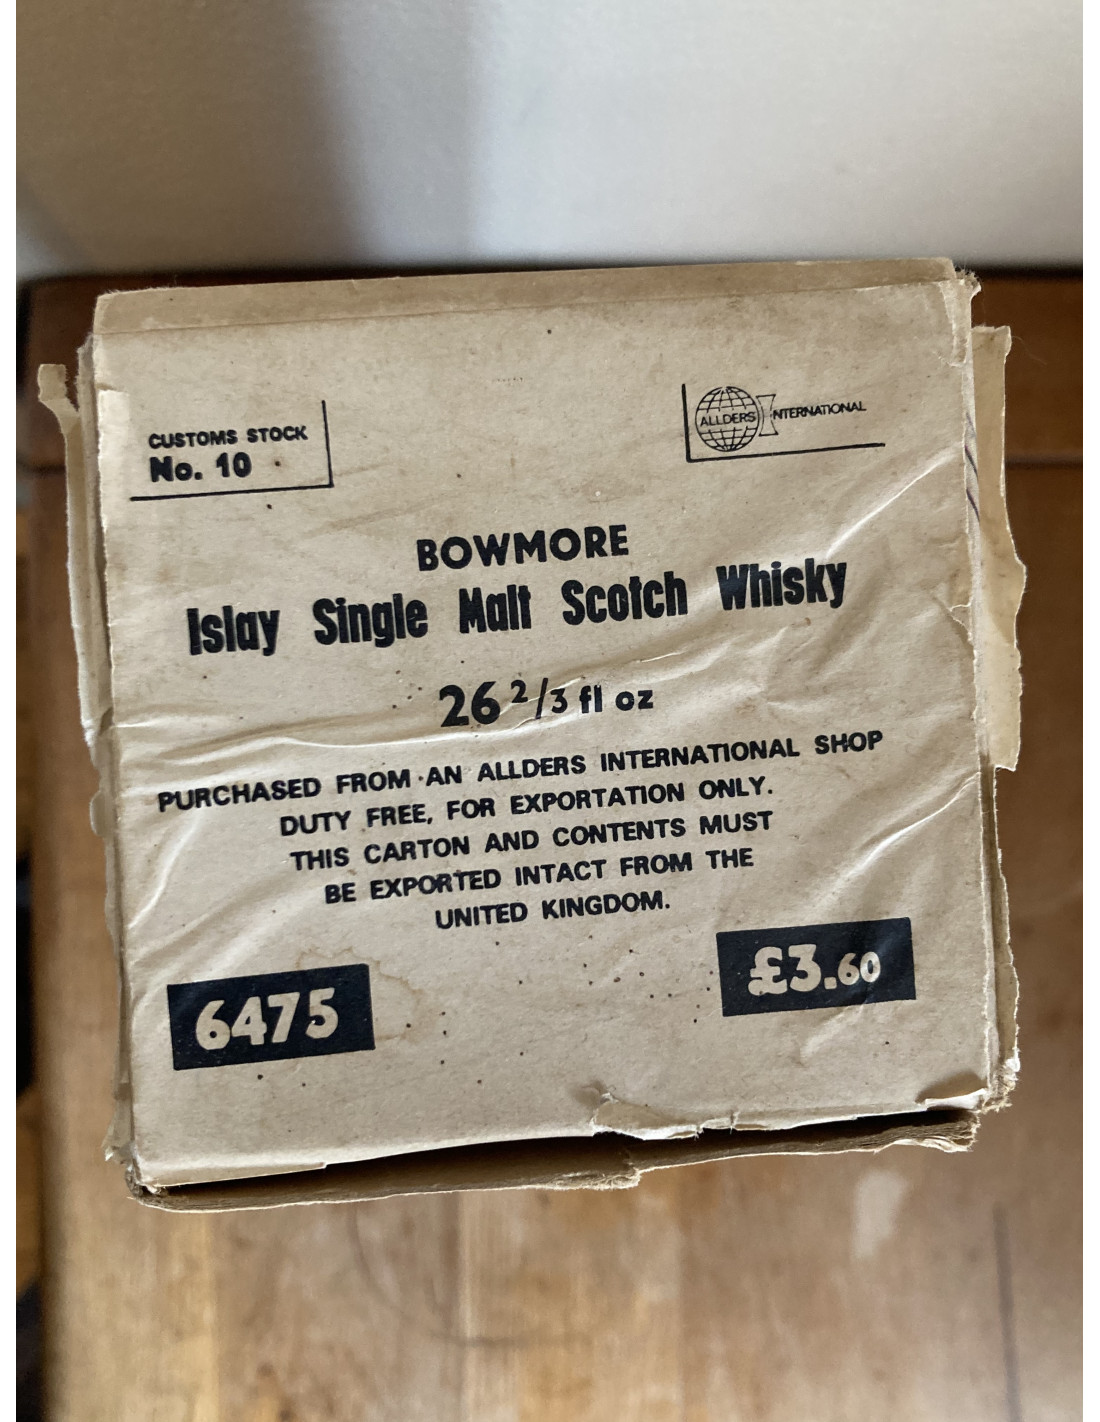 CUSTOMS STOCK
No. 10
ALLDERS INTERNATIONAL
BOWMORE
Islay Single Malt Scotch Whisky
26 2/3 fl oz
PURCHASED FROM AN ALLDERS INTERNATIONAL SHOP
DUTY FREE, FOR EXPORTATION ONLY.
THIS CARTON AND CONTENTS MUST
BE EXPORTED INTACT FROM THE
UNITED KINGDOM.
6475
£3.60